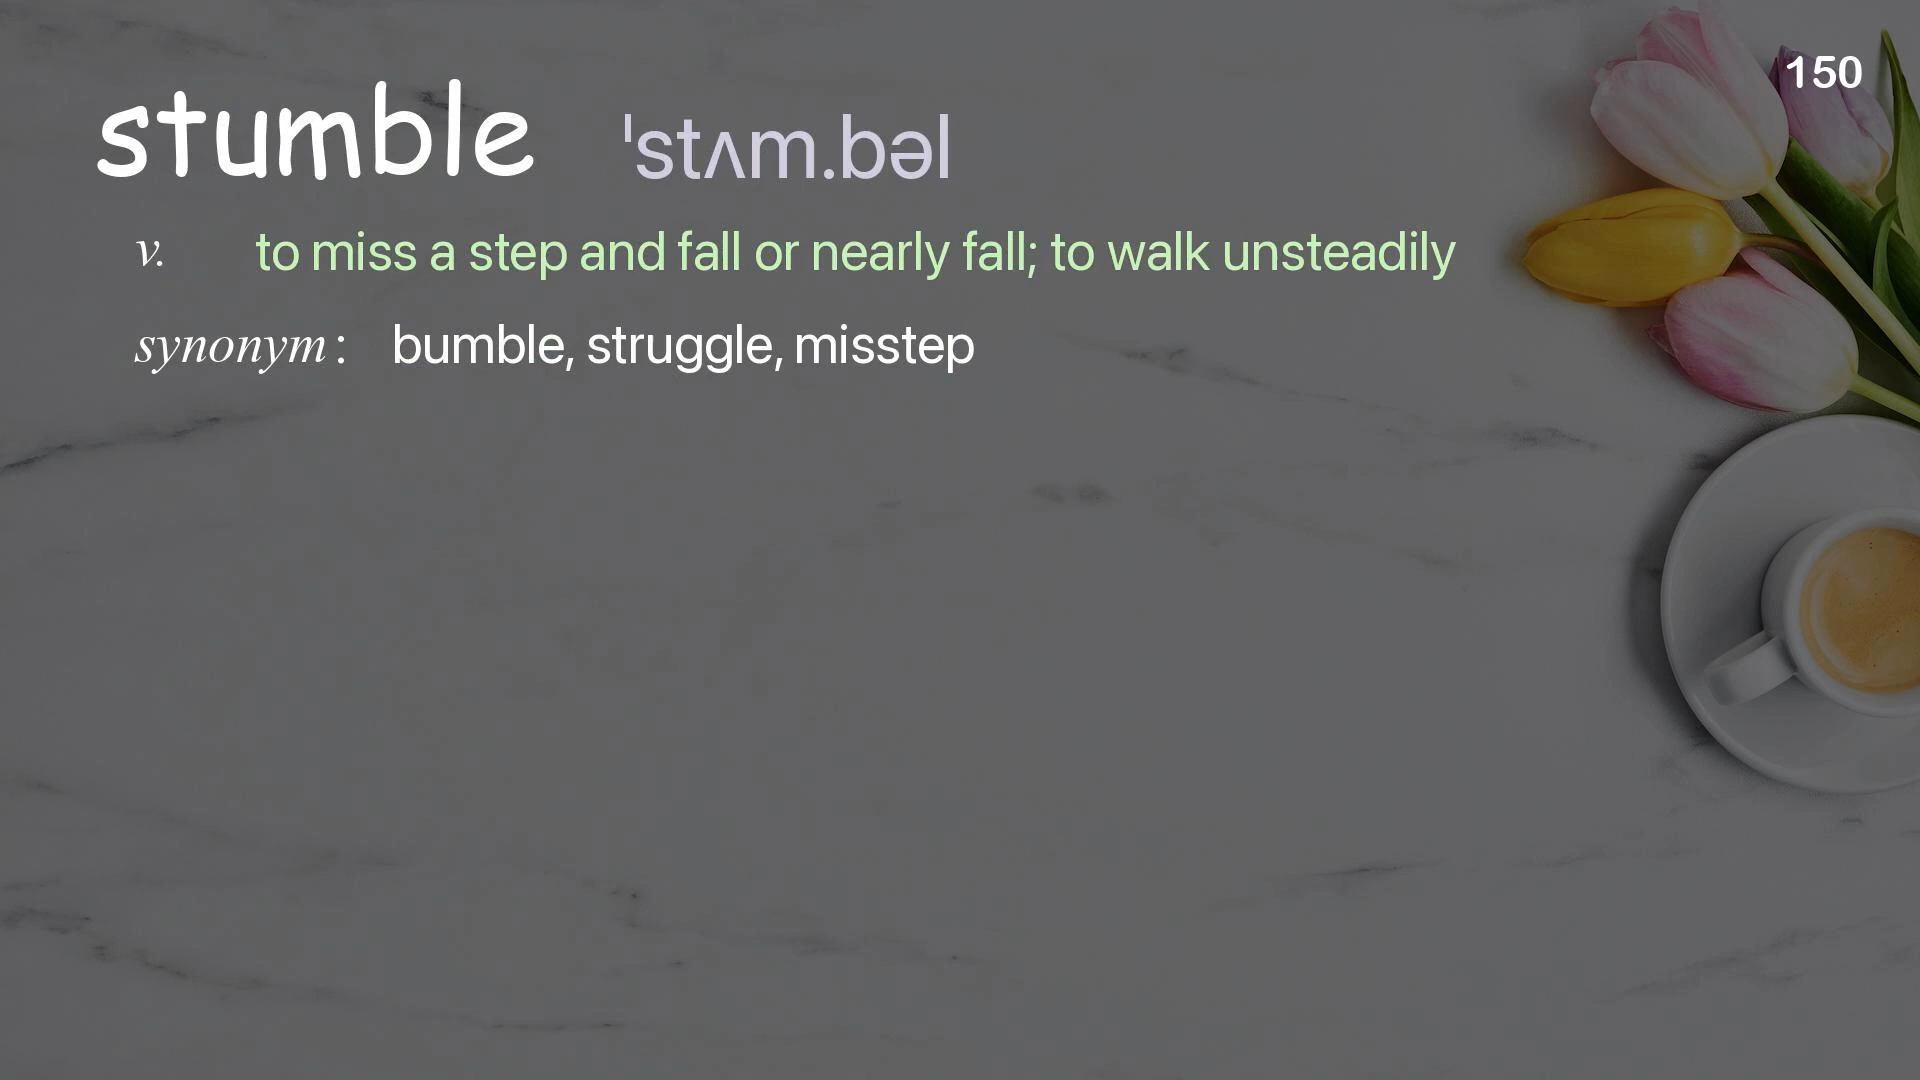 150
stumble ˈstʌm.bəl
v. to miss a step and fall or nearly fall; to walk unsteadily
synonym: bumble, struggle, misstep